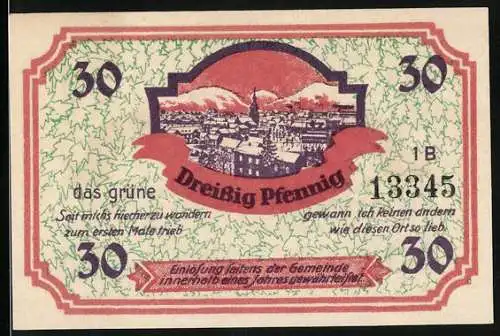 30
30
1 B
Dreißig Pfennig
13345
das grüne
Seit michs hieher zu wandern
zum ersten Male trieb
gewann ich keinen andern
wie diesen Ort so lieb.
30
30
Einlösung seitens der Gemeinde
innerhalb eines Jahres gewährleistet.